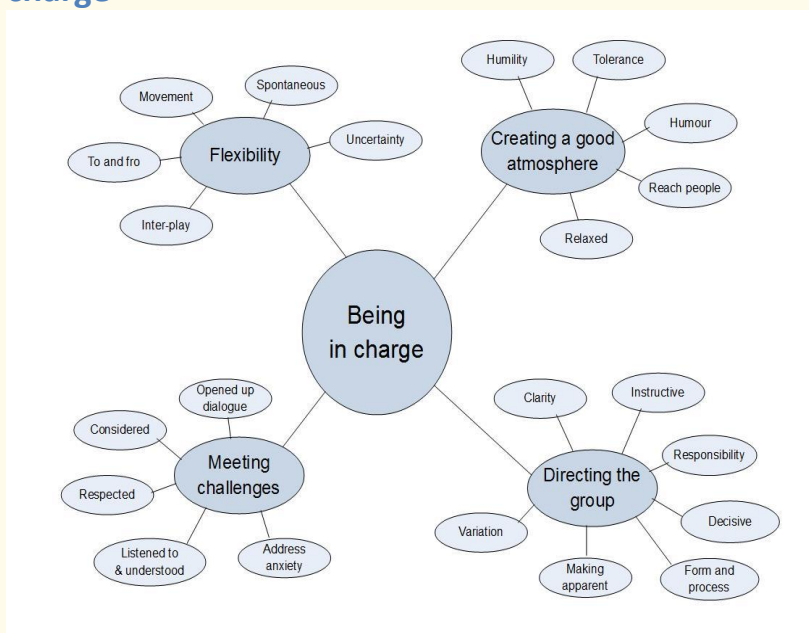 charge
Spontaneous
Movement
Uncertainty
Flexibility
To and fro
Inter-play
Humility
Tolerance
Humour
Creating a good
atmosphere
Reach people
Relaxed
Being
in charge
Opened up
dialogue
Considered
Meeting
challenges
Respected
Listened to
& understood
Address
anxiety
Clarity
Instructive
Responsibility
Directing the
group
Decisive
Variation
Making
apparent
Form and
process